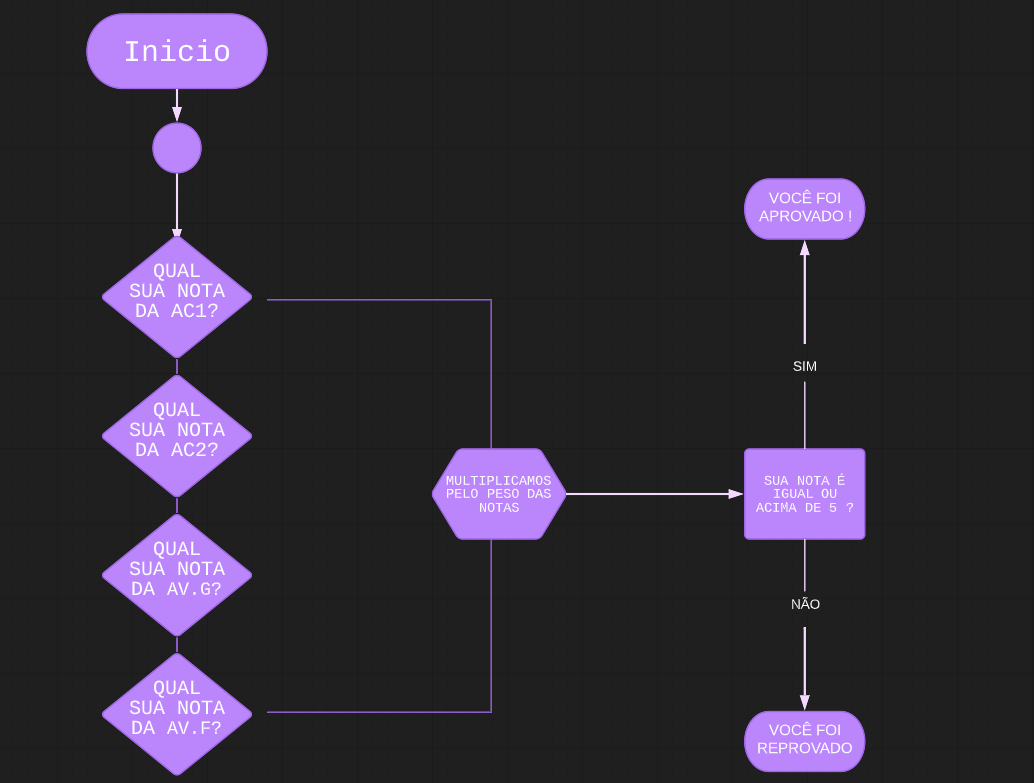 Inicio
QUAL
SUA NOTA
DA AC1?
QUAL
SUA NOTA
DA AC2?
QUAL
SUA NOTA
DA AV.G?
QUAL
SUA NOTA
DA AV.F?
MULTIPLICAMOS
PELO PESO DAS
NOTAS
SUA NOTA É
IGUAL OU
ACIMA DE 5 ?
SIM
VOCÊ FOI
APROVADO !
NÃO
VOCÊ FOI
REPROVADO